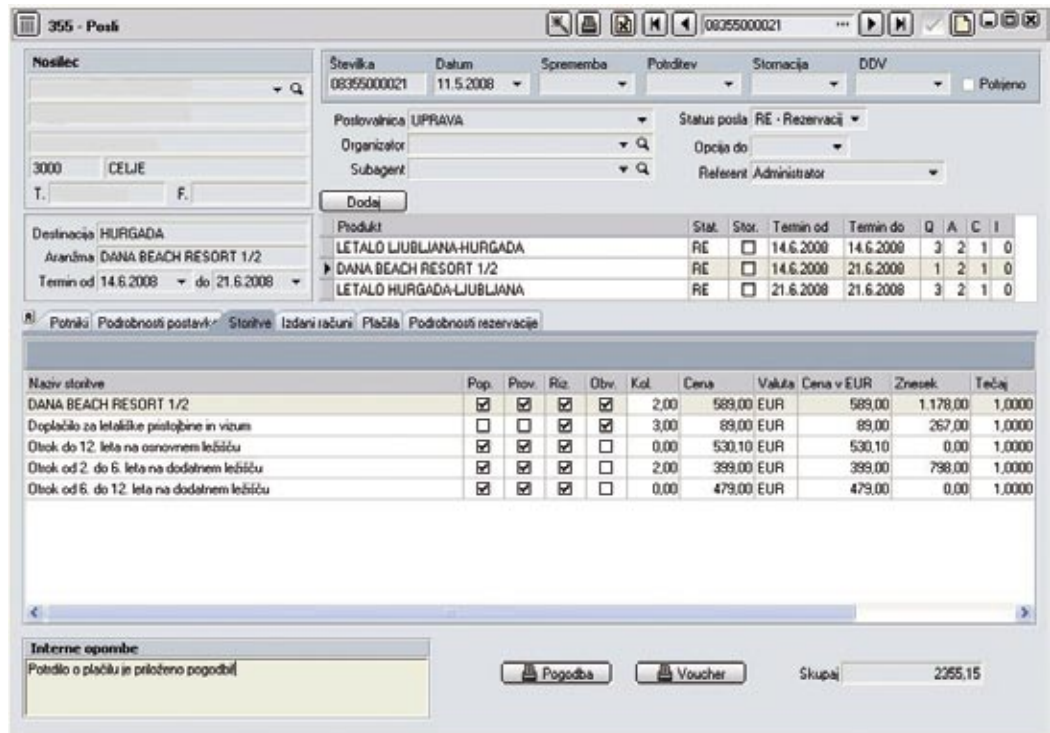 355 - Posli
08355000021 ...
Nosilec
3000 CELJE
T. F.
Številka Datum Sprememba Potrditev Stornacija DDV
08355000021 11.5.2008 Potrjeno
Poslovalnica UPRAVA Status posla RE - Rezervacij
Organizator Opcija do
Subagent Referent Administrator
Dodaj
Destinacija HURGADA
Aranžma DANA BEACH RESORT 1/2
Termin od 14.6.2008 do 21.6.2008
Produkt Stat. Stor. Termin od Termin do Q A C I
LETALO LJUBLJANA-HURGADA RE 14.6.2008 14.6.2008 3 2 1 0
DANA BEACH RESORT 1/2 RE 14.6.2008 21.6.2008 1 2 1 0
LETALO HURGADA-LJUBLJANA RE 21.6.2008 21.6.2008 3 2 1 0
Potniki Podrobnosti postavk Storitve Izdani računi Plačila Podrobnosti rezervacije
Naziv storitve Pop. Prov. Riz. Obv. Kol. Cena Valuta Cena v EUR Znesek Tečaj
DANA BEACH RESORT 1/2 2,00 589,00 EUR 589,00 1.178,00 1,0000
Doplačilo za letališke pristojbine in vizum 3,00 89,00 EUR 89,00 267,00 1,0000
Otrok do 12. leta na osnovnem ležišču 0,00 530,10 EUR 530,10 0,00 1,0000
Otrok od 2. do 6. leta na dodatnem ležišču 2,00 399,00 EUR 399,00 798,00 1,0000
Otrok od 6. do 12. leta na dodatnem ležišču 0,00 479,00 EUR 479,00 0,00 1,0000
Interne opombe
Potrdilo o plačilu je priloženo pogodbi
Pogodba Voucher Skupaj 2355,15